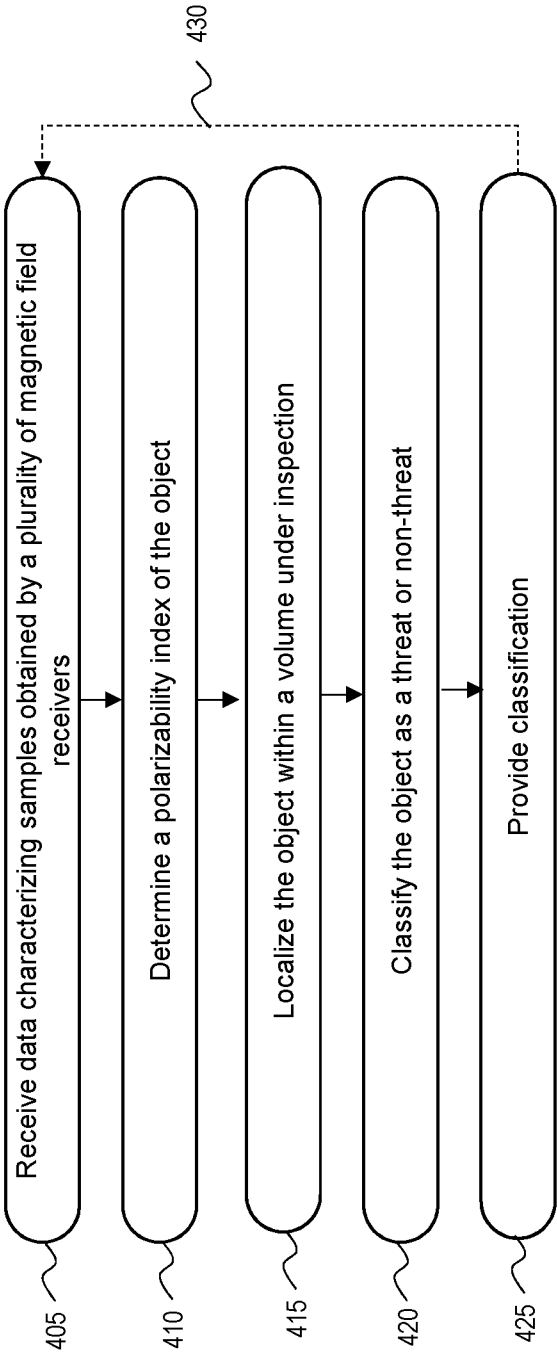 430
405
Receive data characterizing samples obtained by a plurality of magnetic field
receivers
410
Determine a polarizability index of the object
415
Localize the object within a volume under inspection
420
Classify the object as a threat or non-threat
425
Provide classification